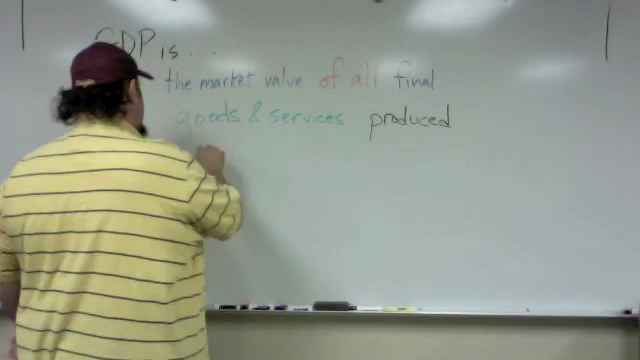 GDP is ...
the market value of all final
goods & services produced